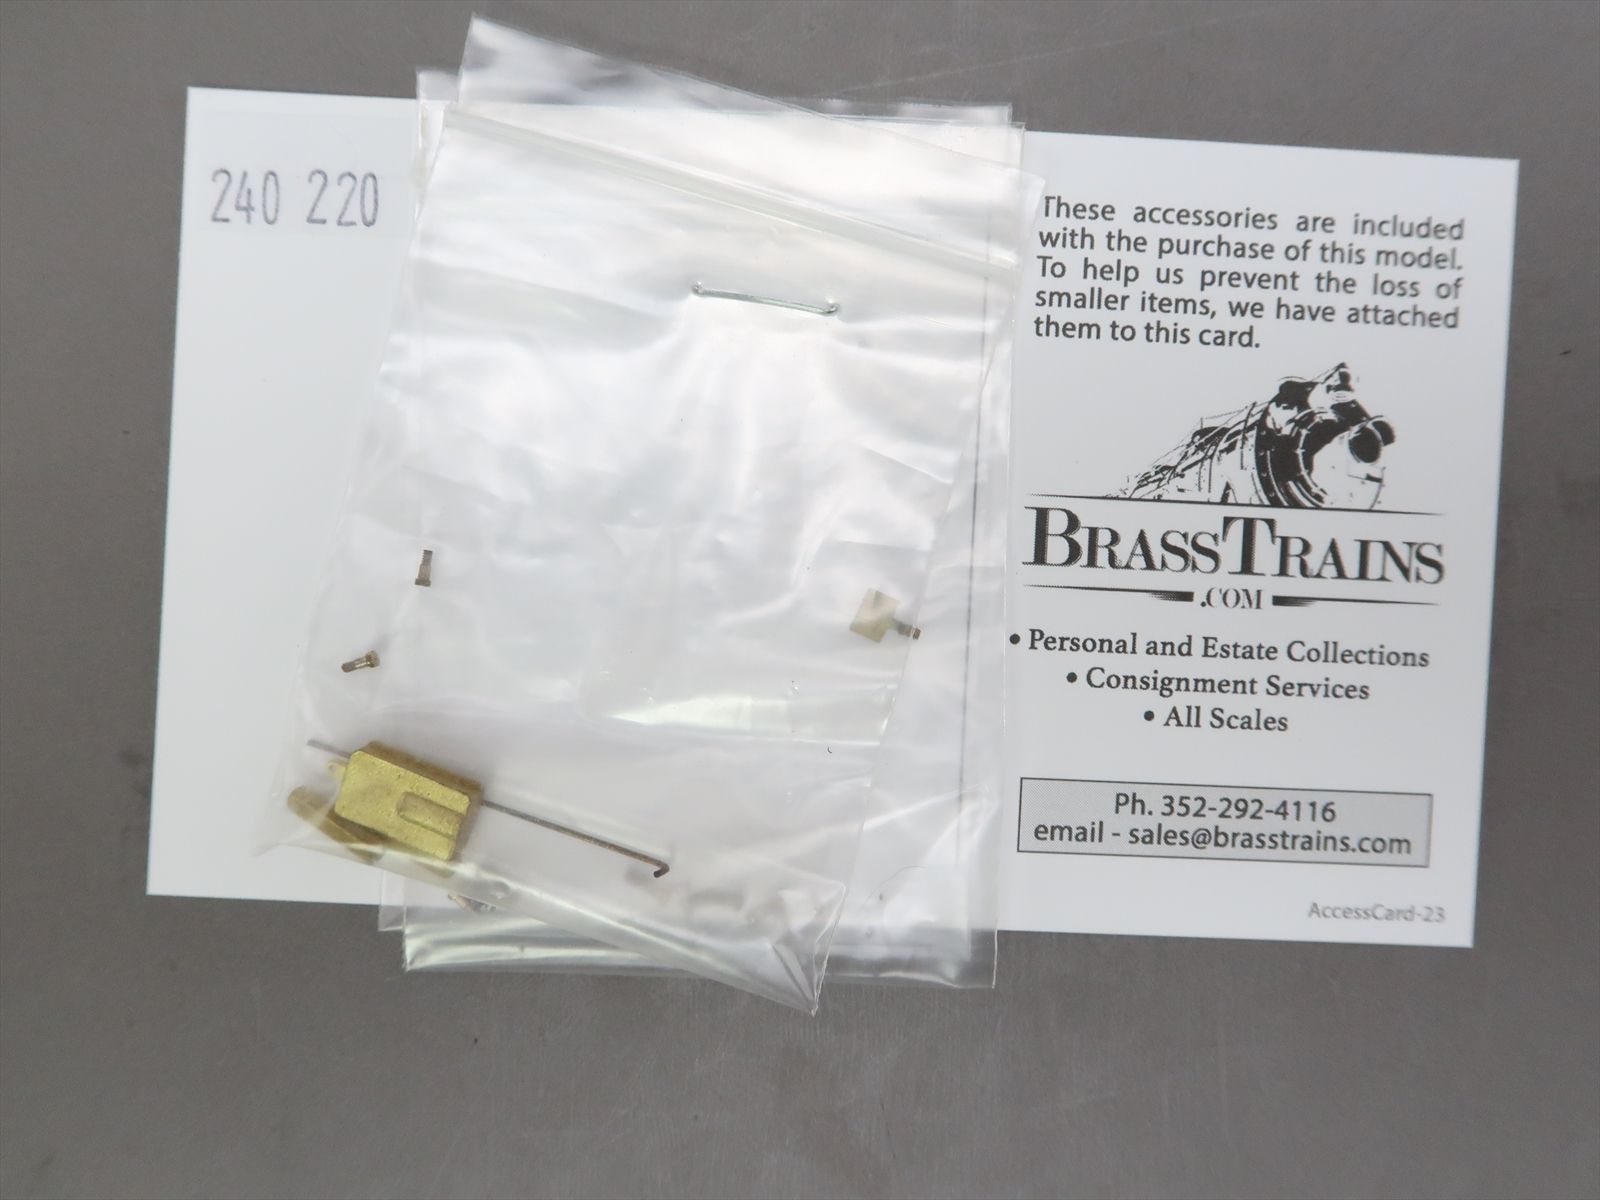 240 220
These accessories are included
with the purchase of this model.
To help us prevent the loss of
smaller items, we have attached
them to this card.
BRASSTRAINS
.COM
• Personal and Estate Collections
• Consignment Services
• All Scales
Ph. 352-292-4116
email - sales@brasstrains.com
AccessCard-23